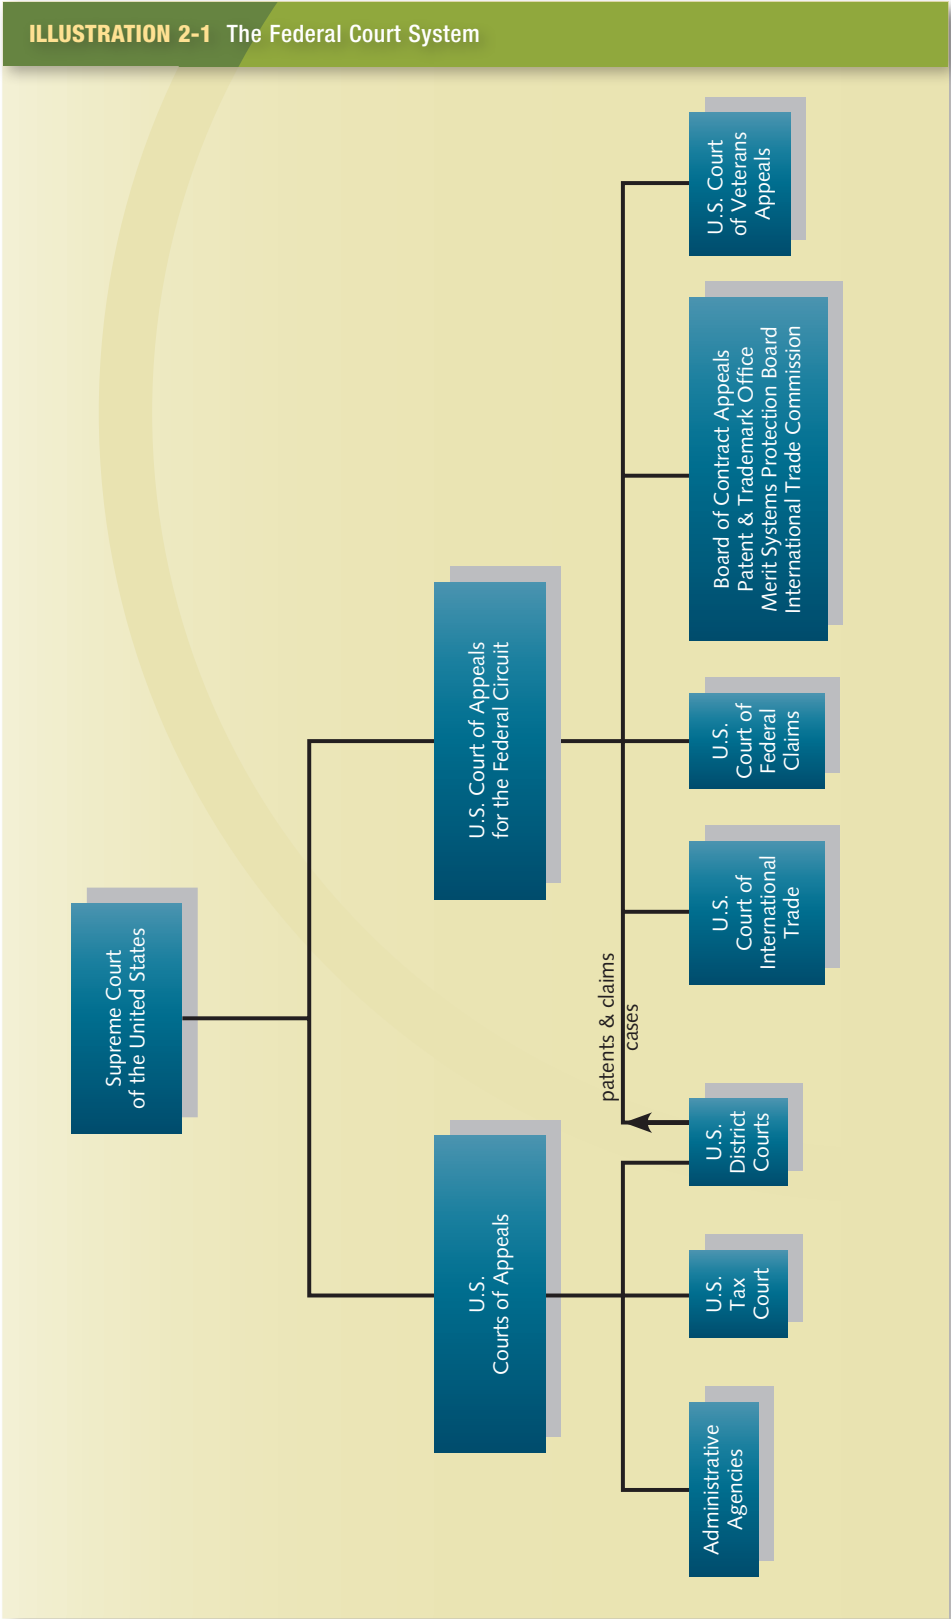 ILLUSTRATION 2-1 The Federal Court System
Supreme Court
of the United States
U.S.
Courts of Appeals
U.S. Court of Appeals
for the Federal Circuit
patents & claims
cases
Administrative
Agencies
U.S.
Tax
Court
U.S.
District
Courts
U.S.
Court of
International
Trade
U.S.
Court of
Federal
Claims
Board of Contract Appeals
Patent & Trademark Office
Merit Systems Protection Board
International Trade Commission
U.S. Court
of Veterans
Appeals